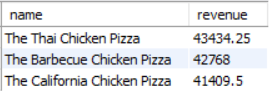 name revenue
The Thai Chicken Pizza 43434.25
The Barbecue Chicken Pizza 42768
The California Chicken Pizza 41409.5